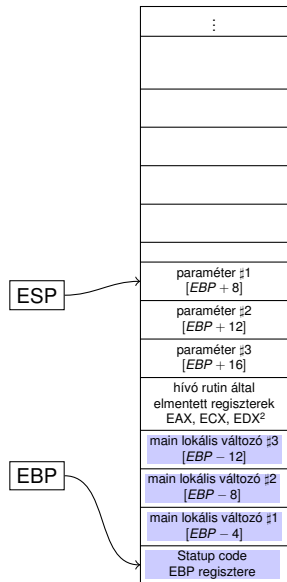 ⋮
paraméter ♯1
[EBP + 8]
ESP
paraméter ♯2
[EBP + 12]
paraméter ♯3
[EBP + 16]
hívó rutin által
elmentett regiszterek
EAX, ECX, EDX²
main lokális változó ♯3
[EBP − 12]
EBP
main lokális változó ♯2
[EBP − 8]
main lokális változó ♯1
[EBP − 4]
Statup code
EBP regisztere